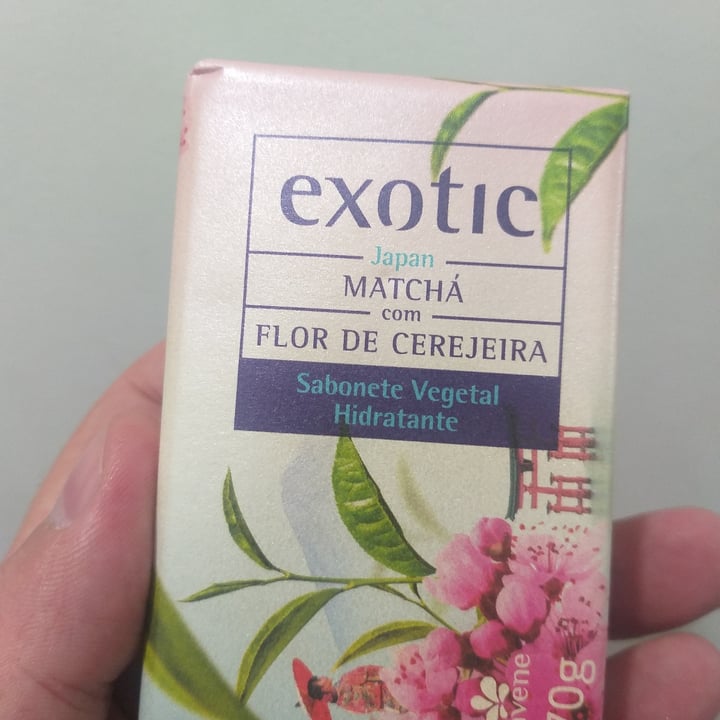 exotic
Japan
MATCHÁ
com
FLOR DE CEREJEIRA
Sabonete Vegetal
Hidratante
70g